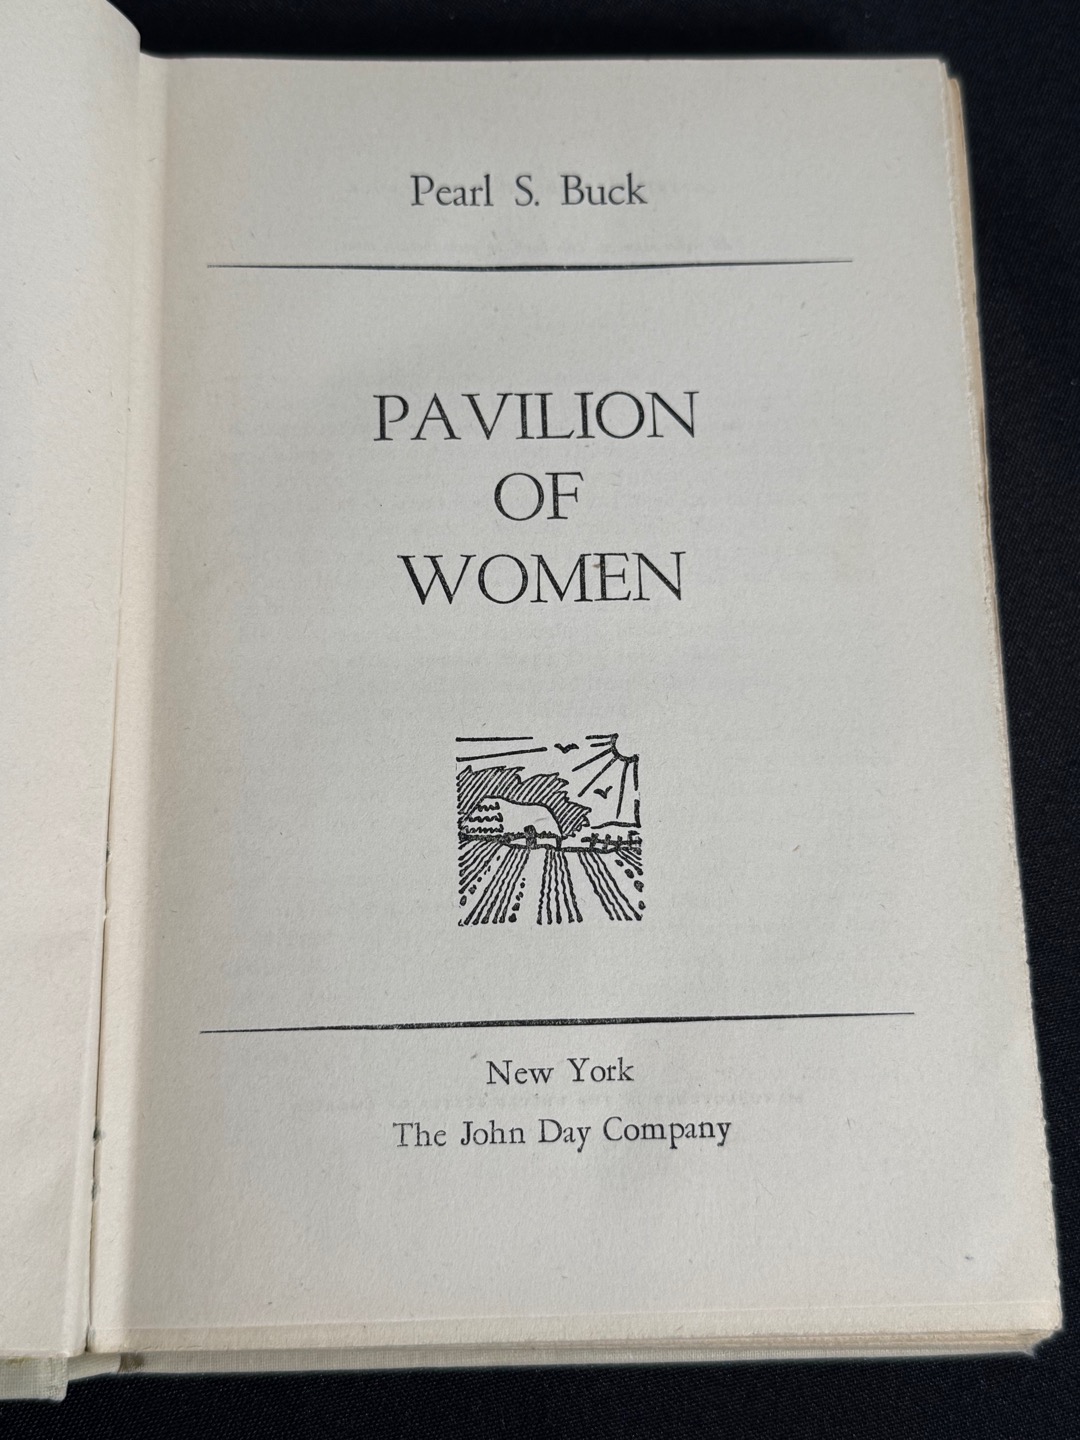 Pearl S. Buck
PAVILION
OF
WOMEN
New York
The John Day Company